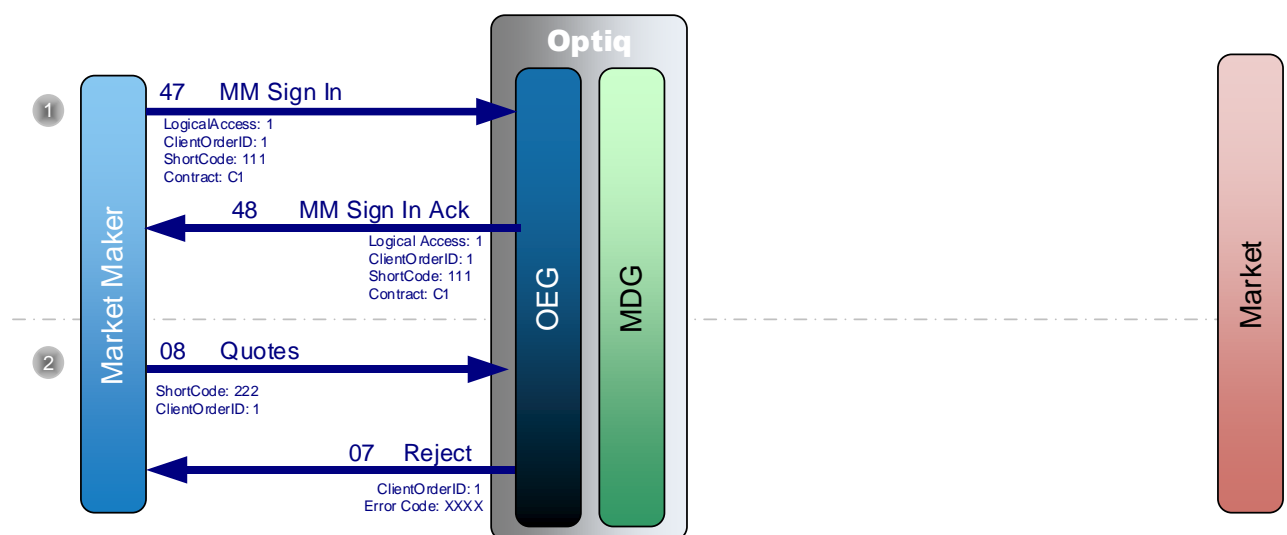 Optiq
1
47 MM Sign In
LogicalAccess: 1
ClientOrderID: 1
ShortCode: 111
Contract: C1
48 MM Sign In Ack
Logical Access: 1
ClientOrderID: 1
ShortCode: 111
Contract: C1
Market Maker
OEG
MDG
Market
2
08 Quotes
ShortCode: 222
ClientOrderID: 1
07 Reject
ClientOrderID: 1
Error Code: XXXX